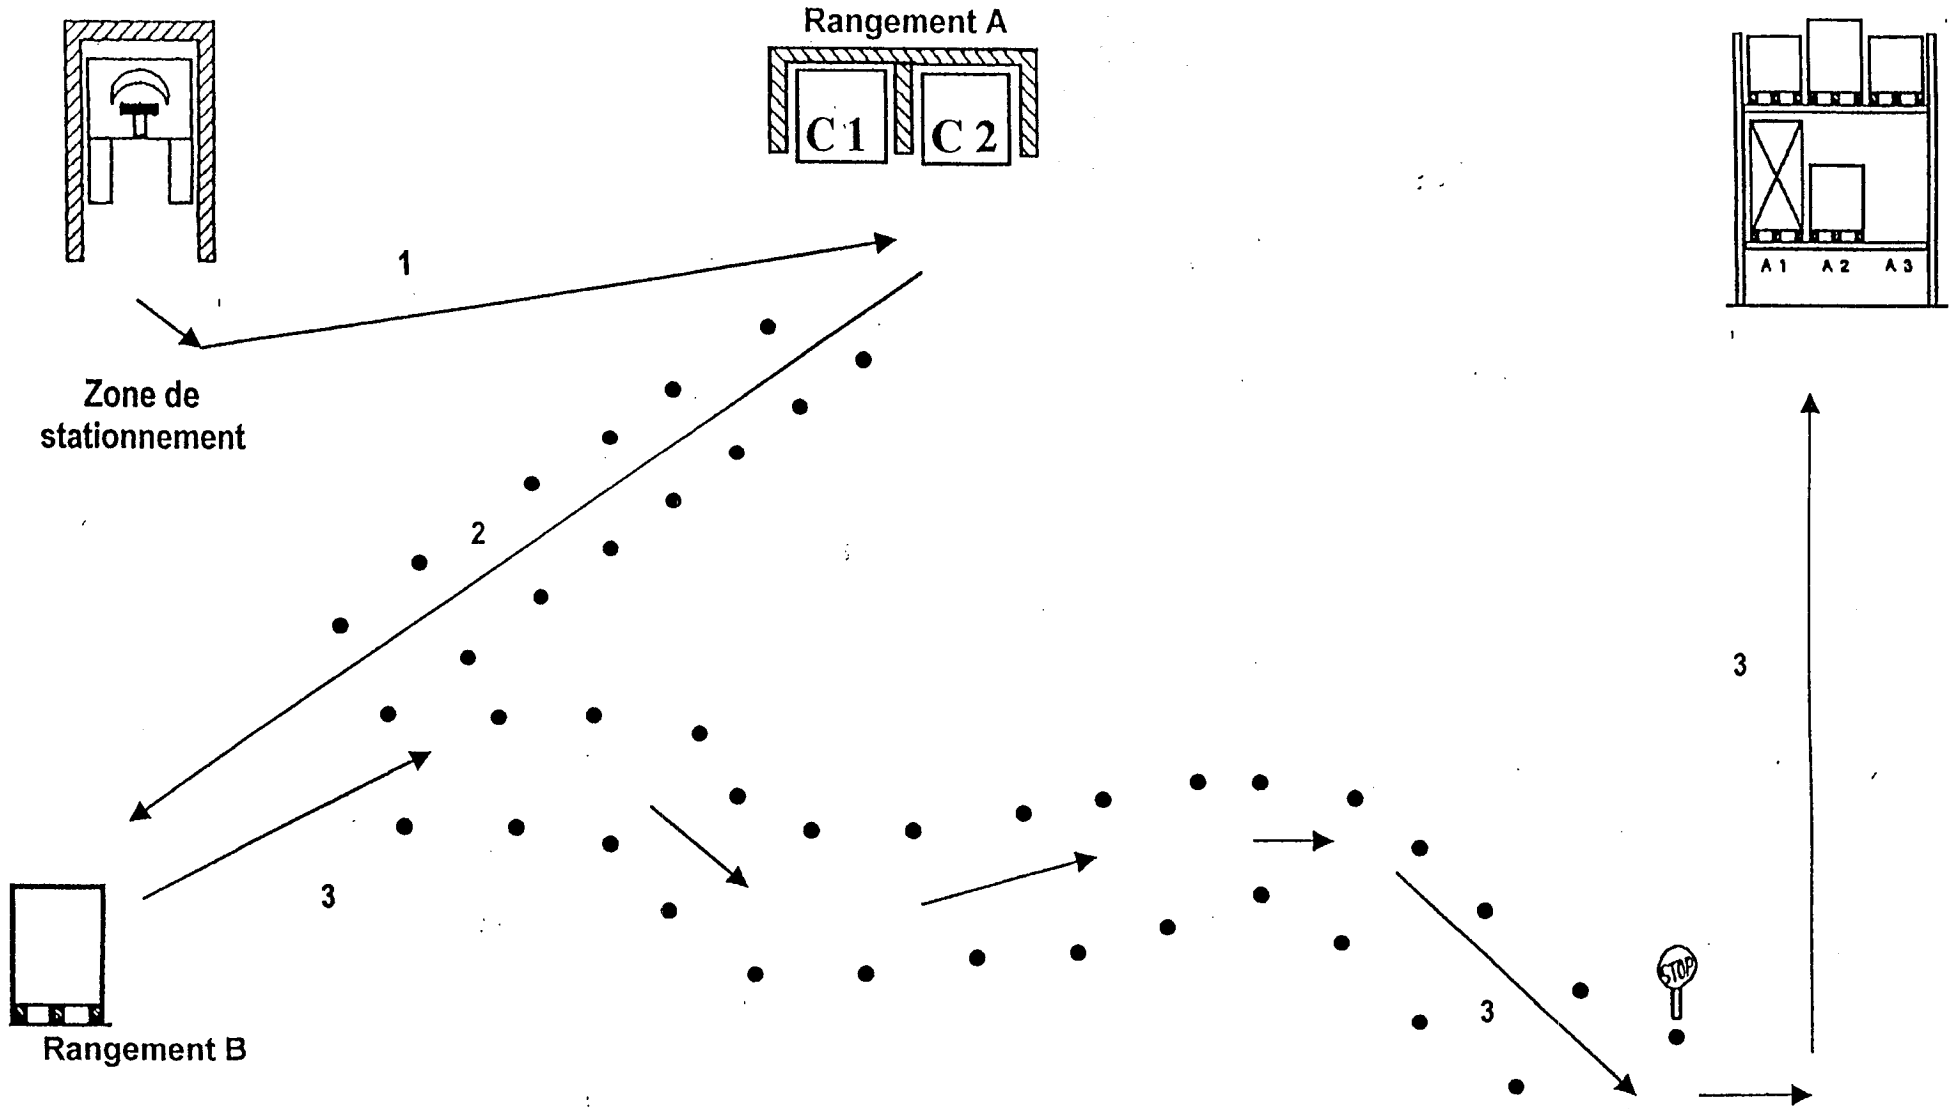 Rangement A
C 1
C 2
A 1 A 2 A 3
1
Zone de
stationnement
2
3
3
STOP
3
Rangement B